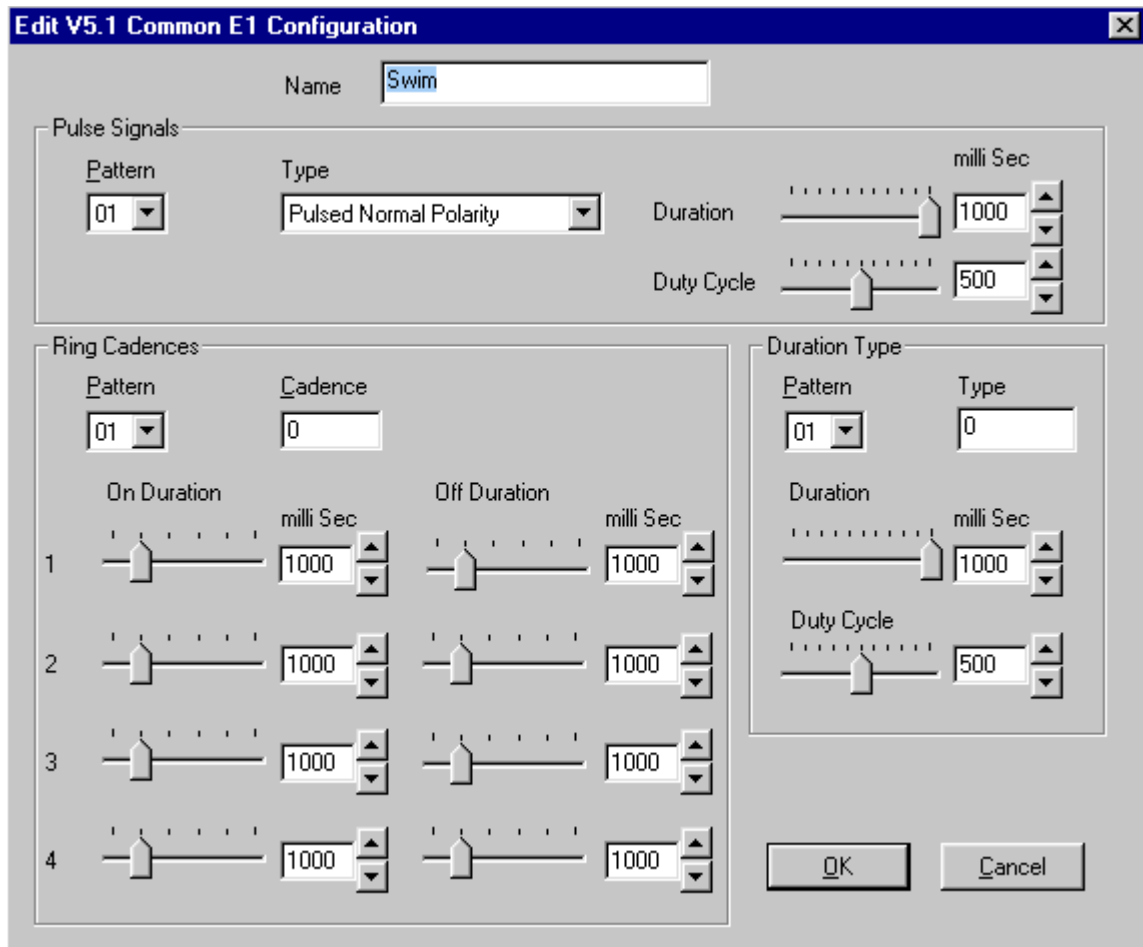 Edit V5.1 Common E1 Configuration
Name Swim
Pulse Signals
milli Sec
Pattern Type
01 Pulsed Normal Polarity Duration 1000
Duty Cycle 500
Ring Cadences
Pattern Cadence
01 0
On Duration Off Duration
milli Sec milli Sec
1 1000 1000
2 1000 1000
3 1000 1000
4 1000 1000
Duration Type
Pattern Type
01 0
Duration
milli Sec
1000
Duty Cycle
500
OK Cancel